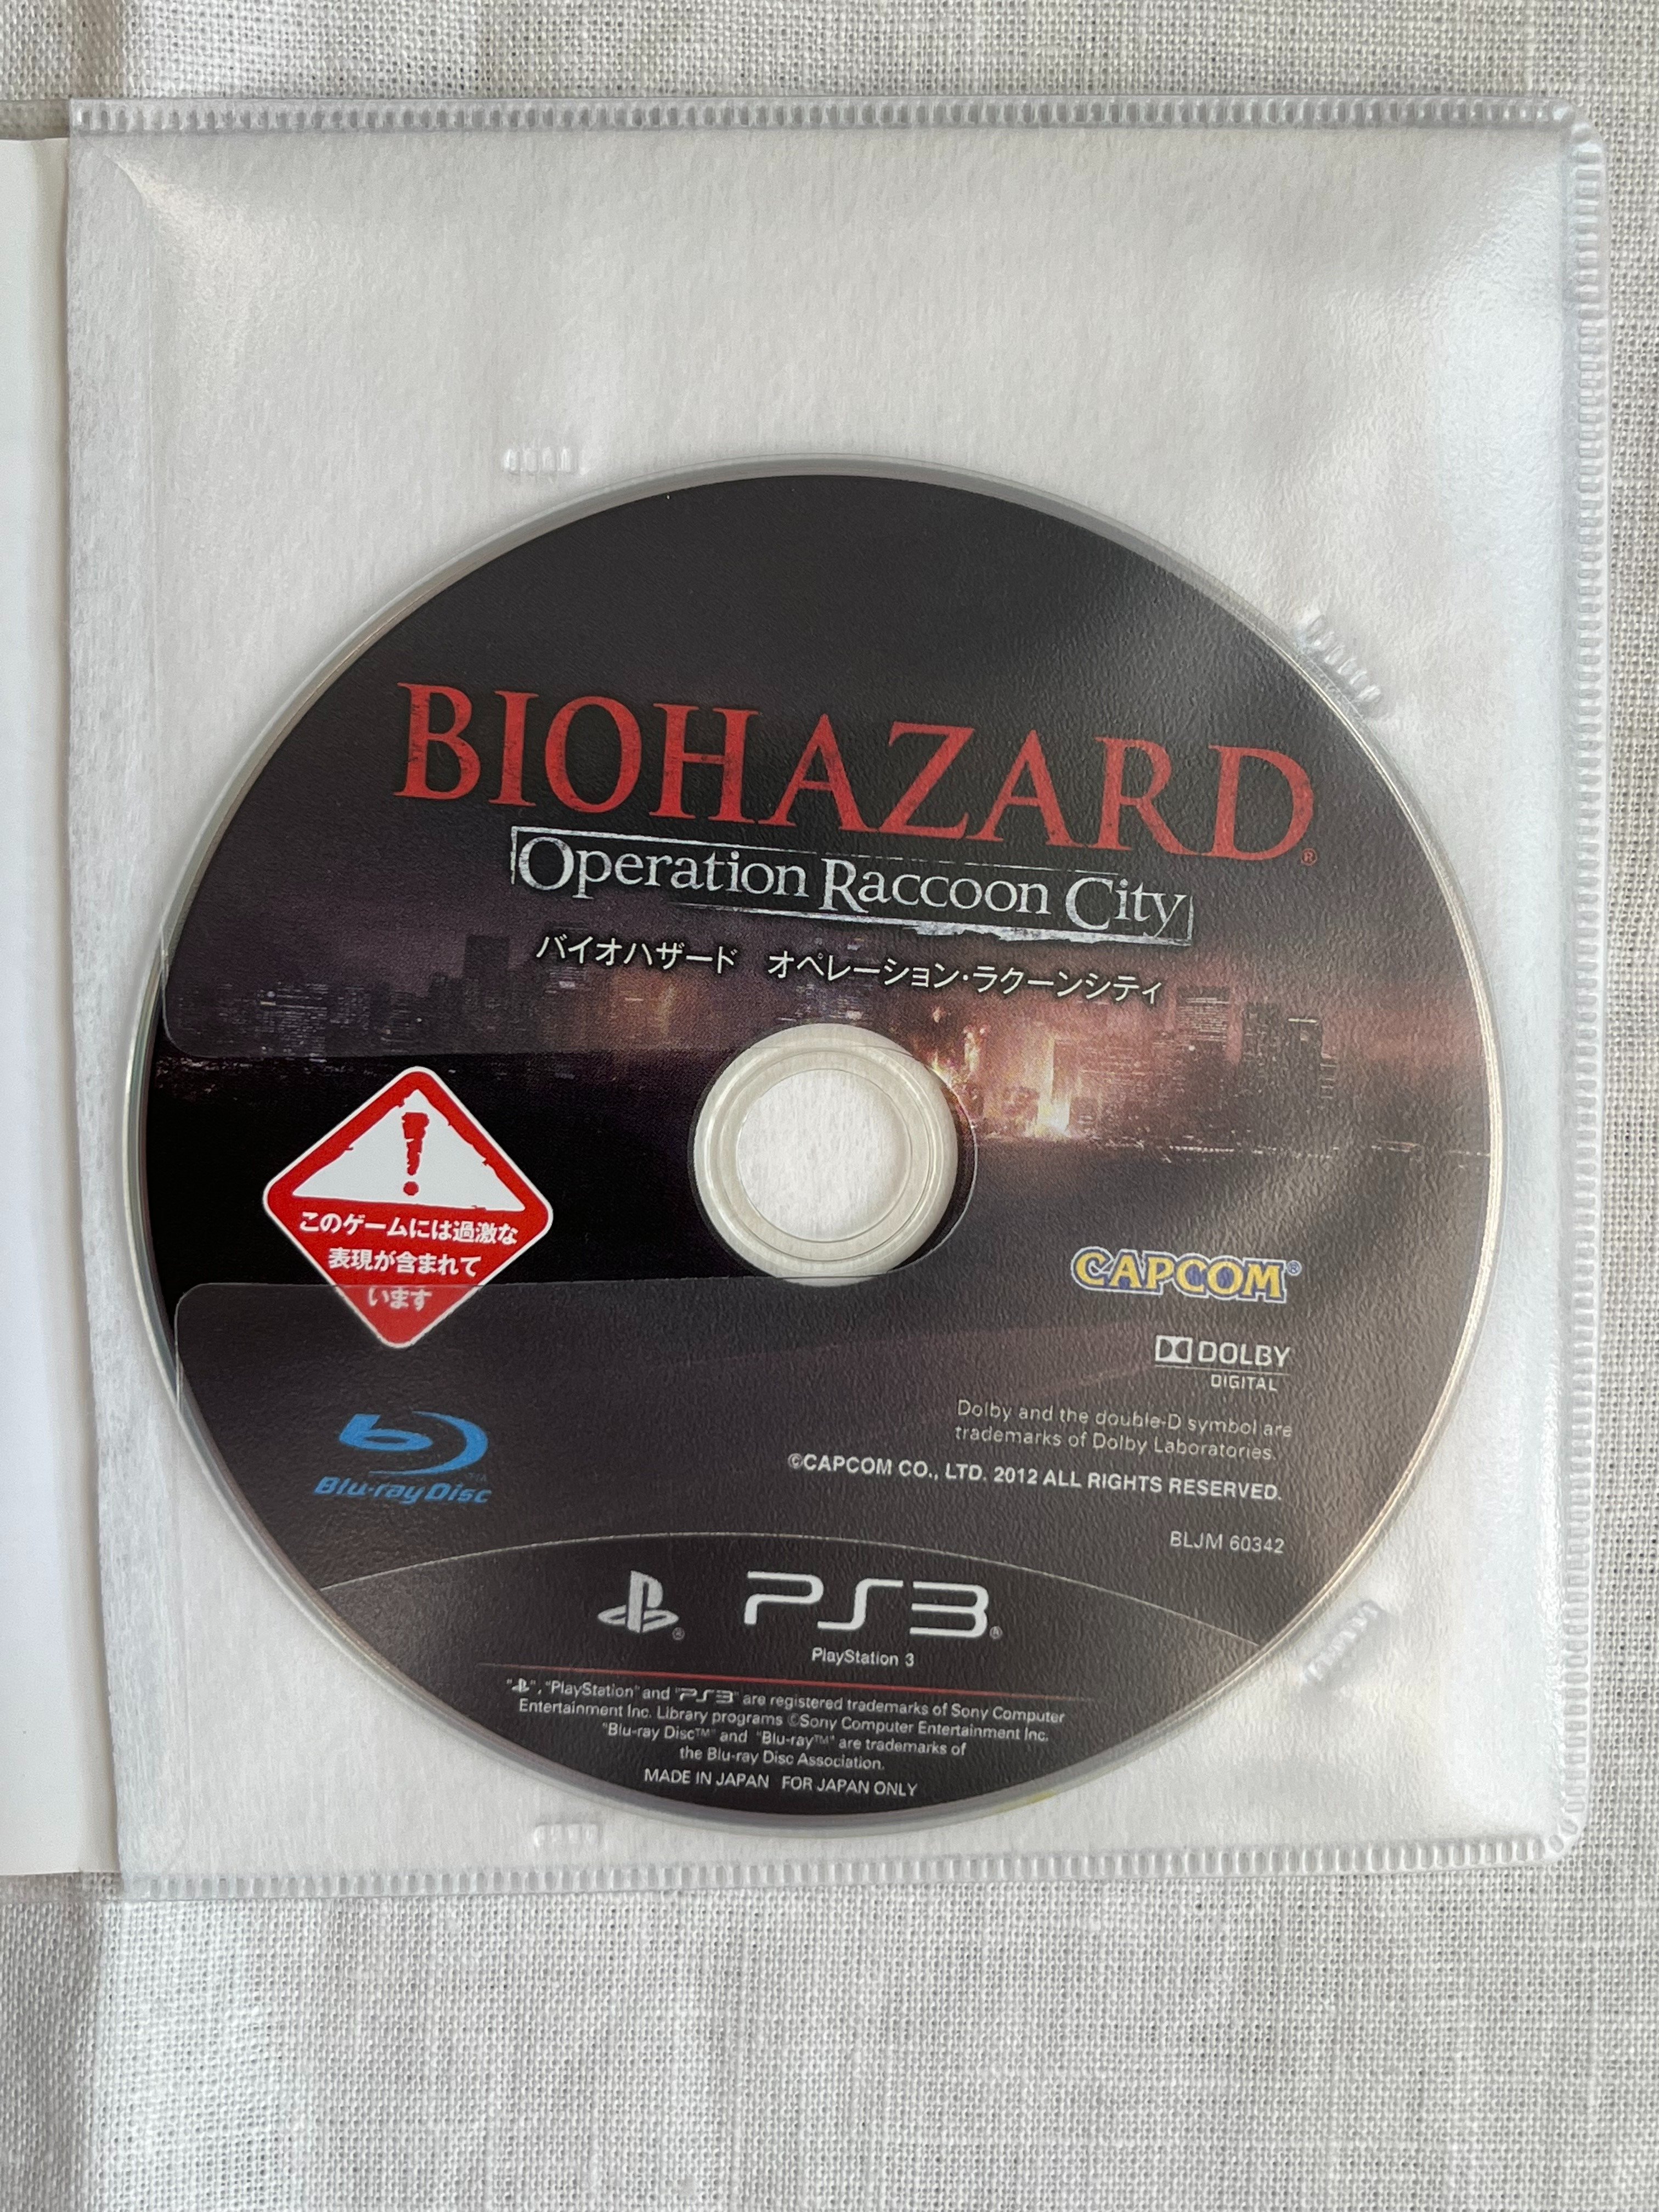 BIOHAZARD®
Operation Raccoon City
バイオハザード オペレーション・ラクーンシティ
!
このゲームには過激な
表現が含まれて
います
CAPCOM®
DOLBY
DIGITAL
Dolby and the double-D symbol are
trademarks of Dolby Laboratories.
©CAPCOM CO., LTD. 2012 ALL RIGHTS RESERVED.
Blu-ray Disc
BLJM 60342
PS3®
PlayStation 3
" ", "PlayStation" and "PS3" are registered trademarks of Sony Computer
Entertainment Inc. Library programs ©Sony Computer Entertainment Inc.
"Blu-ray Disc™" and "Blu-ray™" are trademarks of
the Blu-ray Disc Association.
MADE IN JAPAN FOR JAPAN ONLY